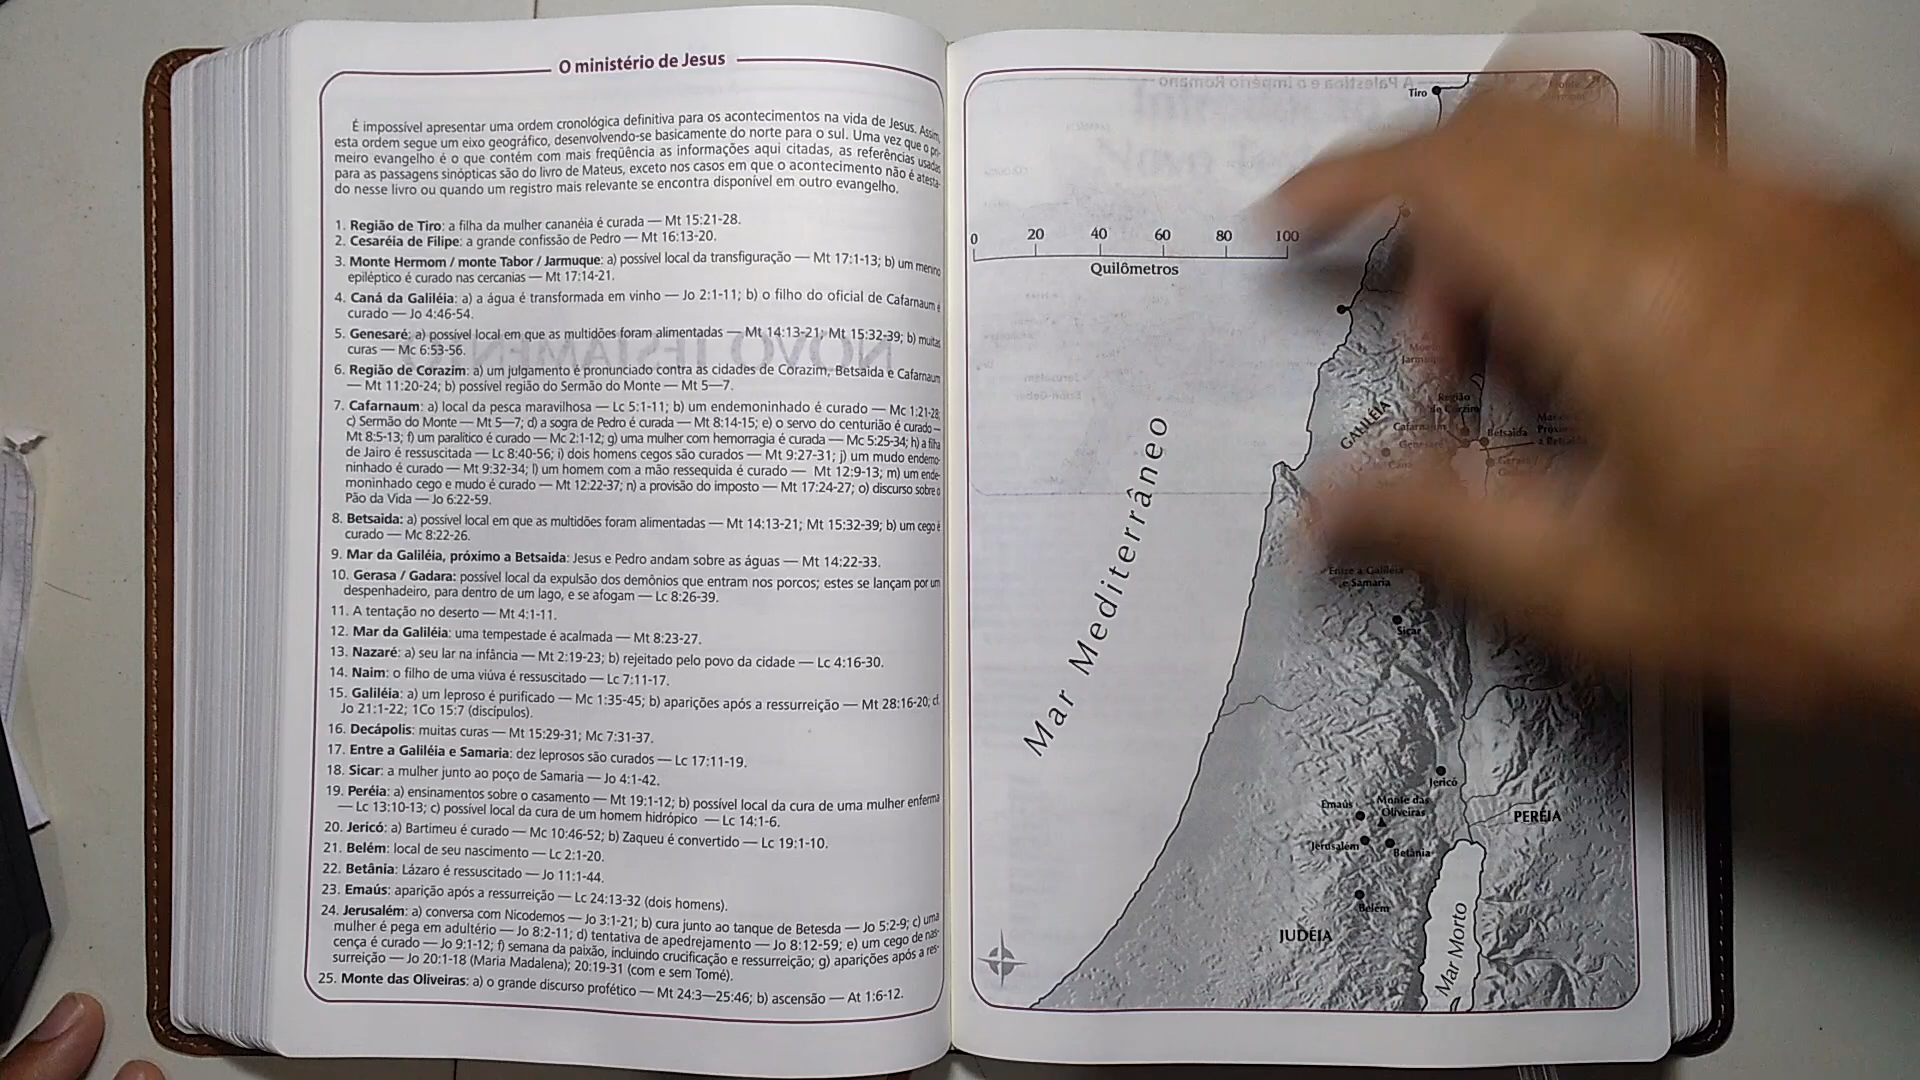 O ministério de Jesus
É impossível apresentar uma ordem cronológica definitiva para os acontecimentos na vida de Jesus. Assim,
esta ordem segue um eixo geográfico, desenvolvendo-se basicamente do norte para o sul. Uma vez que o pri-
meiro evangelho é o que contém com mais freqüência as informações aqui citadas, as referências usadas
para as passagens sinópticas são do livro de Mateus, exceto nos casos em que o acontecimento não é atesta-
do nesse livro ou quando um registro mais relevante se encontra disponível em outro evangelho.
1. Região de Tiro: a filha da mulher cananéia é curada — Mt 15:21-28.
2. Cesaréia de Filipe: a grande confissão de Pedro — Mt 16:13-20.
3. Monte Hermom / monte Tabor / Jarmuque: a) possível local da transfiguração — Mt 17:1-13; b) um menino
epiléptico é curado nas cercanias — Mt 17:14-21.
4. Caná da Galiléia: a) a água é transformada em vinho — Jo 2:1-11; b) o filho do oficial de Cafarnaum é
curado — Jo 4:46-54.
5. Genesaré: a) possível local em que as multidões foram alimentadas — Mt 14:13-21; Mt 15:32-39; b) muitas
curas — Mc 6:53-56.
6. Região de Corazim: a) um julgamento é pronunciado contra as cidades de Corazim, Betsaida e Cafarnaum
— Mt 11:20-24; b) possível região do Sermão do Monte — Mt 5—7.
7. Cafarnaum: a) local da pesca maravilhosa — Lc 5:1-11; b) um endemoninhado é curado — Mc 1:21-28;
c) Sermão do Monte — Mt 5—7; d) a sogra de Pedro é curada — Mt 8:14-15; e) o servo do centurião é curado —
Mt 8:5-13; f) um paralítico é curado — Mc 2:1-12; g) uma mulher com hemorragia é curada — Mc 5:25-34; h) a filha
de Jairo é ressuscitada — Lc 8:40-56; i) dois homens cegos são curados — Mt 9:27-31; j) um mudo endemo-
ninhado é curado — Mt 9:32-34; l) um homem com a mão ressequida é curado — Mt 12:9-13; m) um ende-
moninhado cego e mudo é curado — Mt 12:22-37; n) a provisão do imposto — Mt 17:24-27; o) discurso sobre o
Pão da Vida — Jo 6:22-59.
8. Betsaida: a) possível local em que as multidões foram alimentadas — Mt 14:13-21; Mt 15:32-39; b) um cego é
curado — Mc 8:22-26.
9. Mar da Galiléia, próximo a Betsaida: Jesus e Pedro andam sobre as águas — Mt 14:22-33.
10. Gerasa / Gadara: possível local da expulsão dos demônios que entram nos porcos; estes se lançam por um
despenhadeiro, para dentro de um lago, e se afogam — Lc 8:26-39.
11. A tentação no deserto — Mt 4:1-11.
12. Mar da Galiléia: uma tempestade é acalmada — Mt 8:23-27.
13. Nazaré: a) seu lar na infância — Mt 2:19-23; b) rejeitado pelo povo da cidade — Lc 4:16-30.
14. Naim: o filho de uma viúva é ressuscitado — Lc 7:11-17.
15. Galiléia: a) um leproso é purificado — Mc 1:35-45; b) aparições após a ressurreição — Mt 28:16-20; cf.
Jo 21:1-22; 1Co 15:7 (discípulos).
16. Decápolis: muitas curas — Mt 15:29-31; Mc 7:31-37.
17. Entre a Galiléia e Samaria: dez leprosos são curados — Lc 17:11-19.
18. Sicar: a mulher junto ao poço de Samaria — Jo 4:1-42.
19. Peréia: a) ensinamentos sobre o casamento — Mt 19:1-12; b) possível local da cura de uma mulher enferma
— Lc 13:10-13; c) possível local da cura de um homem hidrópico — Lc 14:1-6.
20. Jericó: a) Bartimeu é curado — Mc 10:46-52; b) Zaqueu é convertido — Lc 19:1-10.
21. Belém: local de seu nascimento — Lc 2:1-20.
22. Betânia: Lázaro é ressuscitado — Jo 11:1-44.
23. Emaús: aparição após a ressurreição — Lc 24:13-32 (dois homens).
24. Jerusalém: a) conversa com Nicodemos — Jo 3:1-21; b) cura junto ao tanque de Betesda — Jo 5:2-9; c) uma
mulher é pega em adultério — Jo 8:2-11; d) tentativa de apedrejamento — Jo 8:12-59; e) um cego de nas-
cença é curado — Jo 9:1-12; f) semana da paixão, incluindo crucificação e ressurreição; g) aparições após a res-
surreição — Jo 20:1-18 (Maria Madalena); 20:19-31 (com e sem Tomé).
25. Monte das Oliveiras: a) o grande discurso profético — Mt 24:3—25:46; b) ascensão — At 1:6-12.
Tiro
0 20 40 60 80 100
Quilômetros
Mar Mediterrâneo
GALILÉIA
Região
Cafarnaum
Betsaida
Caná
Entre a Galiléia
e Samaria
Sicar
Jericó
Emaús
Monte das
Oliveiras
PERÉIA
Jerusalém
Betânia
Belém
JUDÉIA
Mar Morto